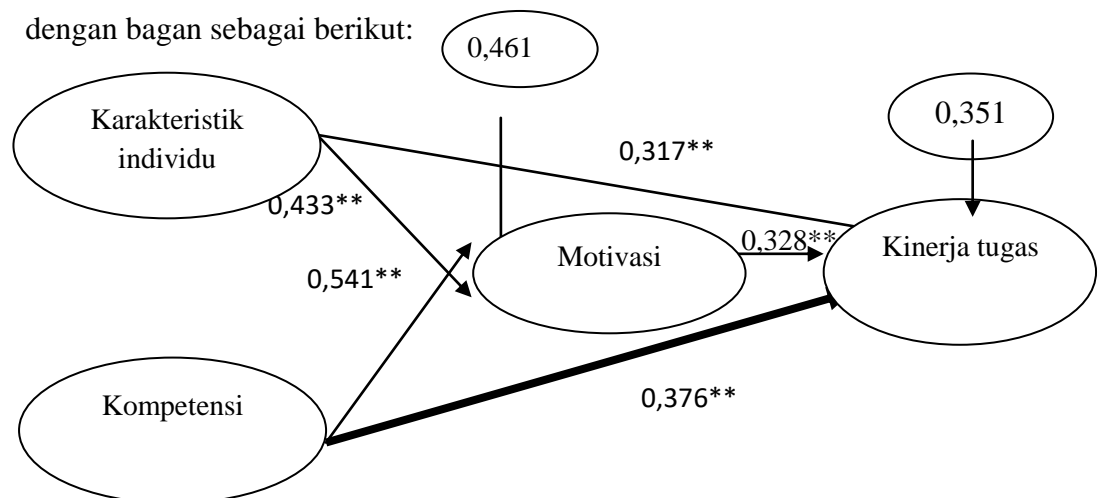 dengan bagan sebagai berikut:
0,461
Karakteristik
individu
0,351
0,317**
0,433**
0,328**
Kinerja tugas
Motivasi
0,541**
0,376**
Kompetensi